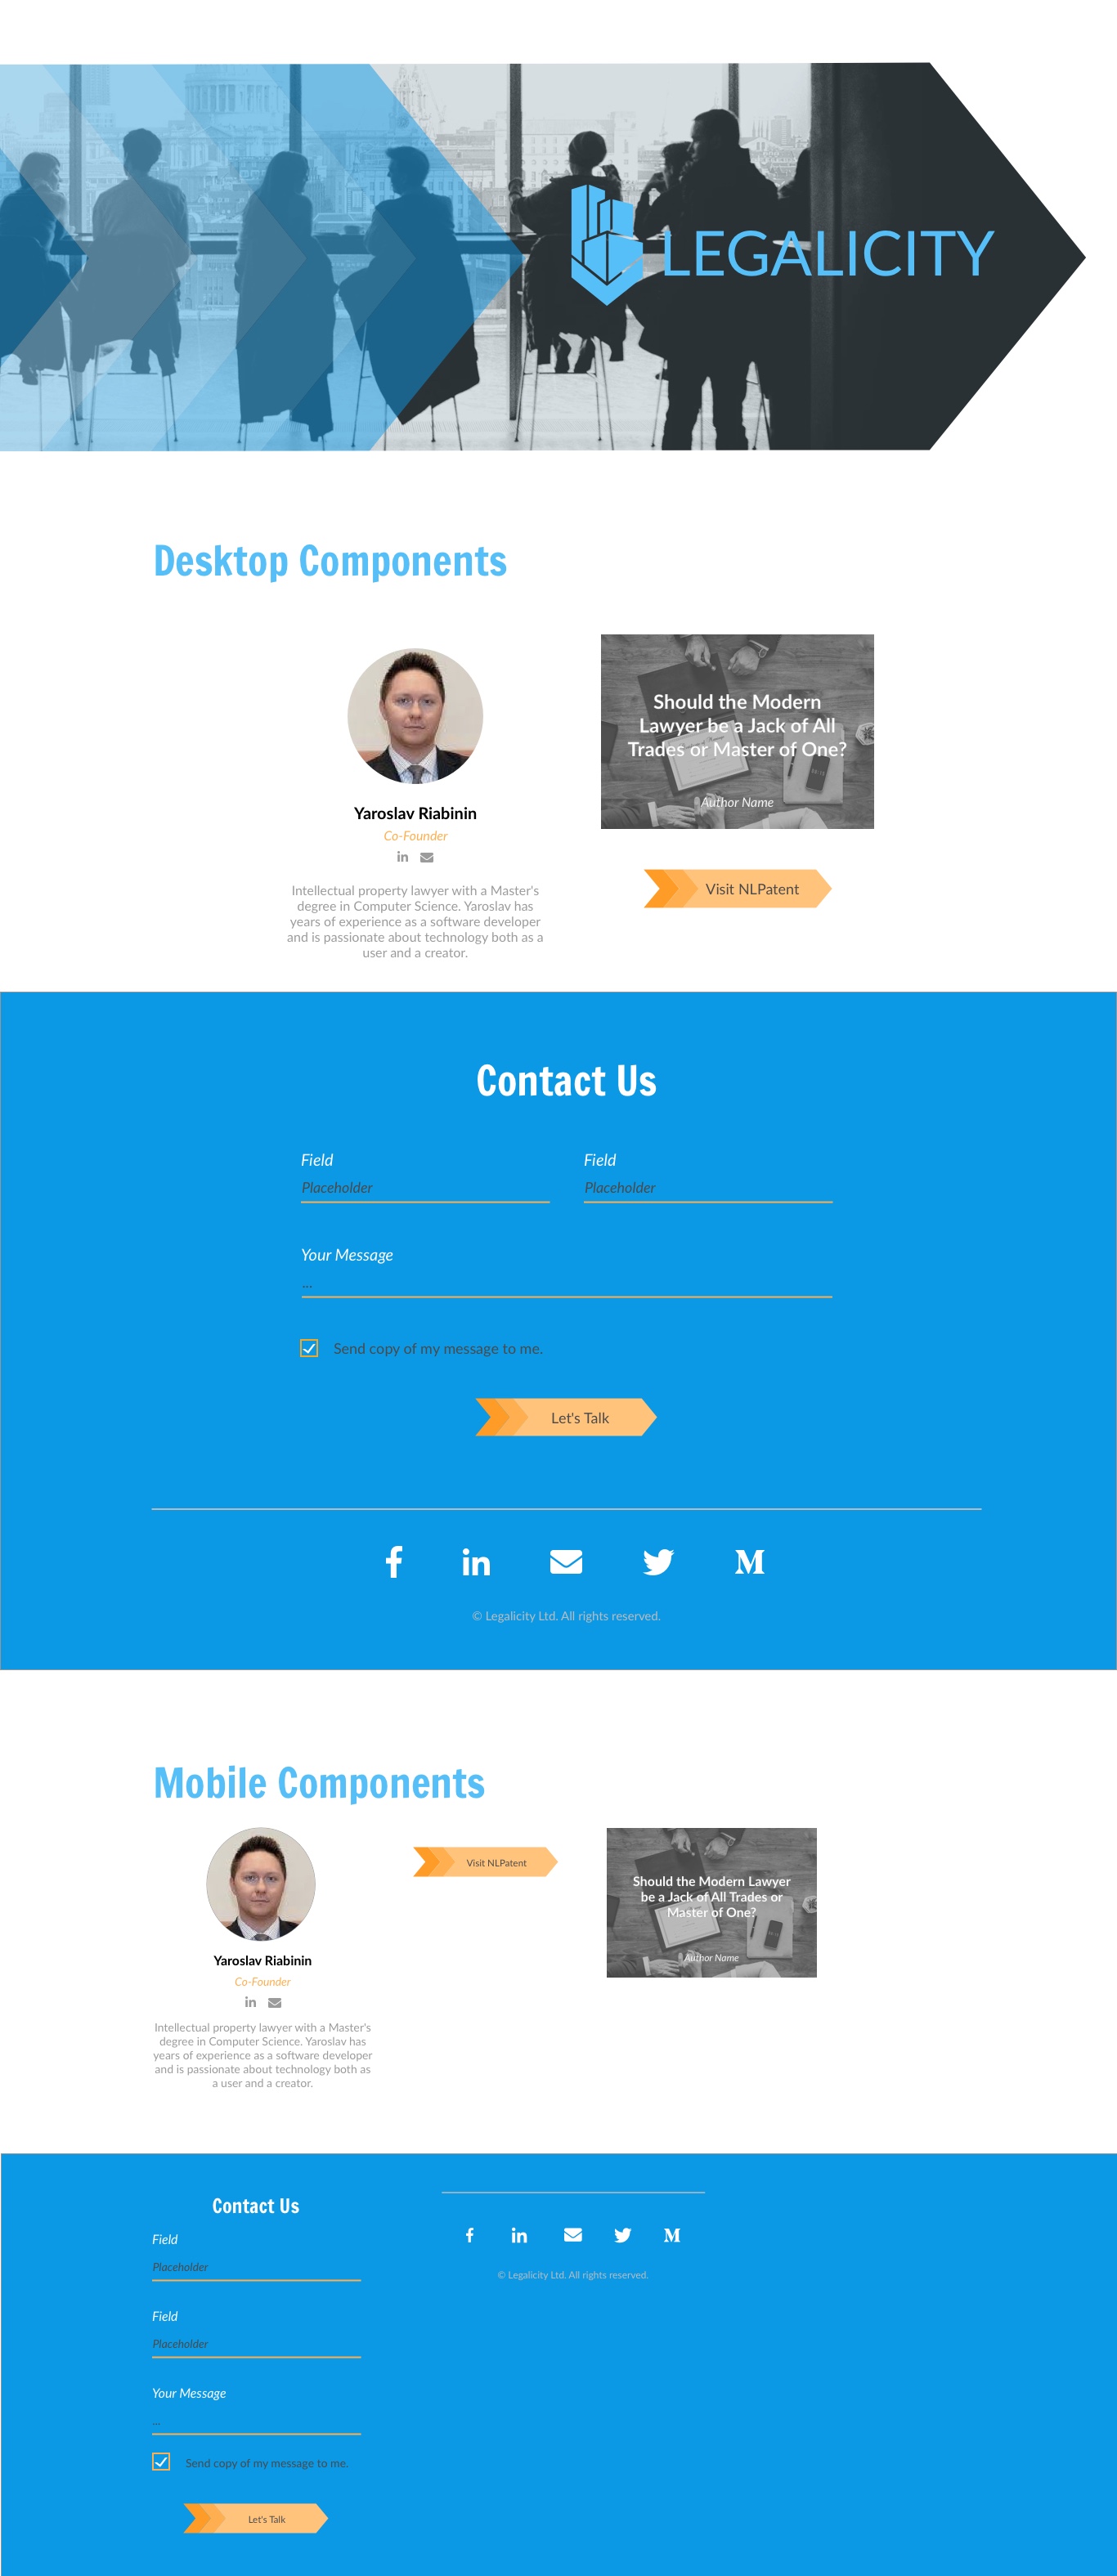 LEGALICITY
Desktop Components
Yaroslav Riabinin
Co-Founder
in
Intellectual property lawyer with a Master's
degree in Computer Science. Yaroslav has
years of experience as a software developer
and is passionate about technology both as a
user and a creator.
Should the Modern
Lawyer be a Jack of All
Trades or Master of One?
Author Name
Visit NLPatent
Contact Us
Field
Field
Placeholder
Placeholder
Your Message
...
Send copy of my message to me.
Let's Talk
f in M
© Legalicity Ltd. All rights reserved.
Mobile Components
Yaroslav Riabinin
Co-Founder
in
Intellectual property lawyer with a Master's
degree in Computer Science. Yaroslav has
years of experience as a software developer
and is passionate about technology both as
a user and a creator.
Visit NLPatent
Should the Modern Lawyer
be a Jack of All Trades or
Master of One?
Author Name
Contact Us
Field
Placeholder
Field
Placeholder
Your Message
...
Send copy of my message to me.
Let's Talk
f in M
© Legalicity Ltd. All rights reserved.